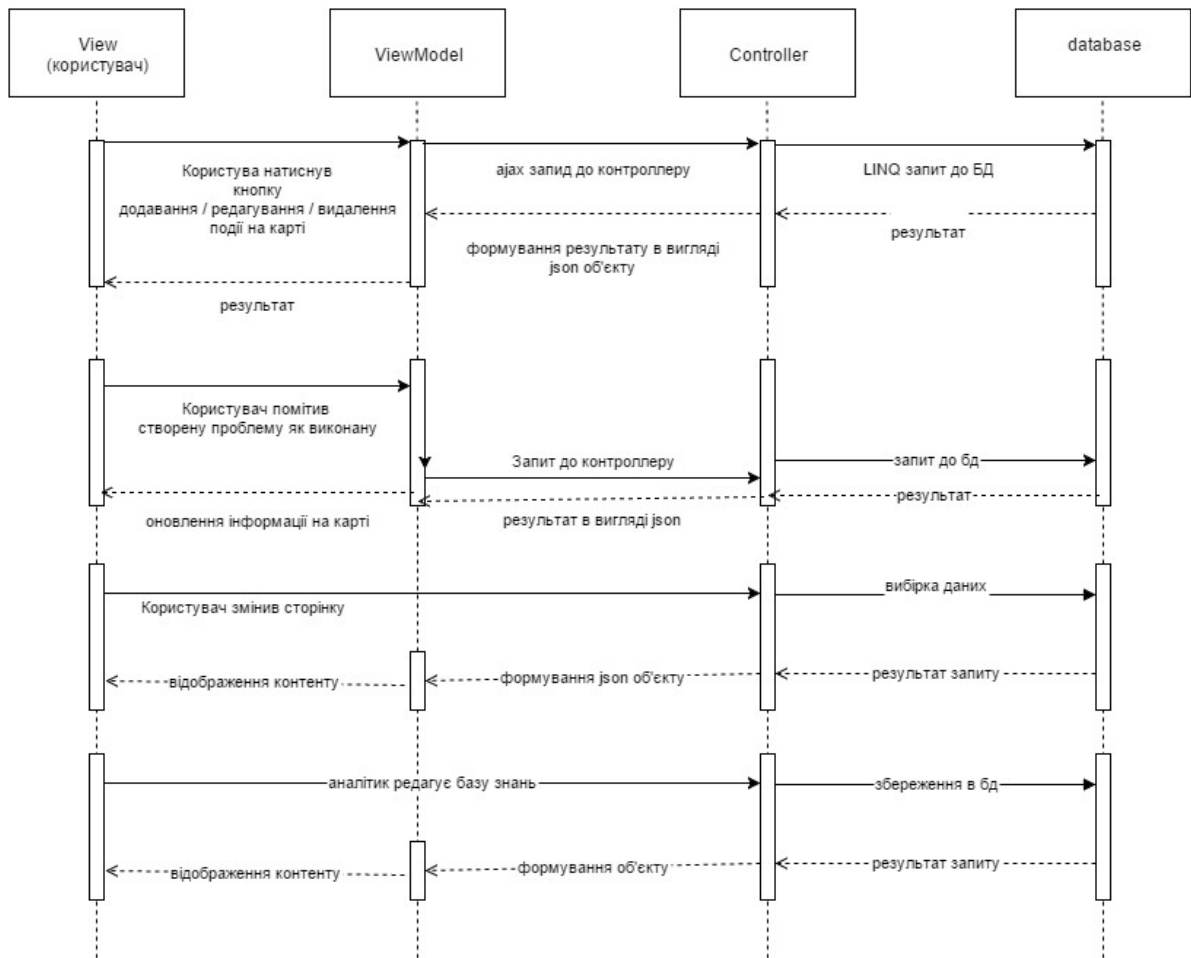 View
(користувач)
ViewModel
Controller
database
Користува натиснув
кнопку
додавання / редагування / видалення
події на карті
ajax запид до контроллеру
LINQ запит до БД
результат
формування результату в вигляді
json об'єкту
результат
Користувач помітив
створену проблему як виконану
Запит до контроллеру
запит до бд
результат
оновлення інформації на карті
результат в вигляді json
вибірка даних
Користувач змінив сторінку
відображення контенту
формування json об'єкту
результат запиту
аналітик редагує базу знань
збереження в бд
відображення контенту
формування об'єкту
результат запиту